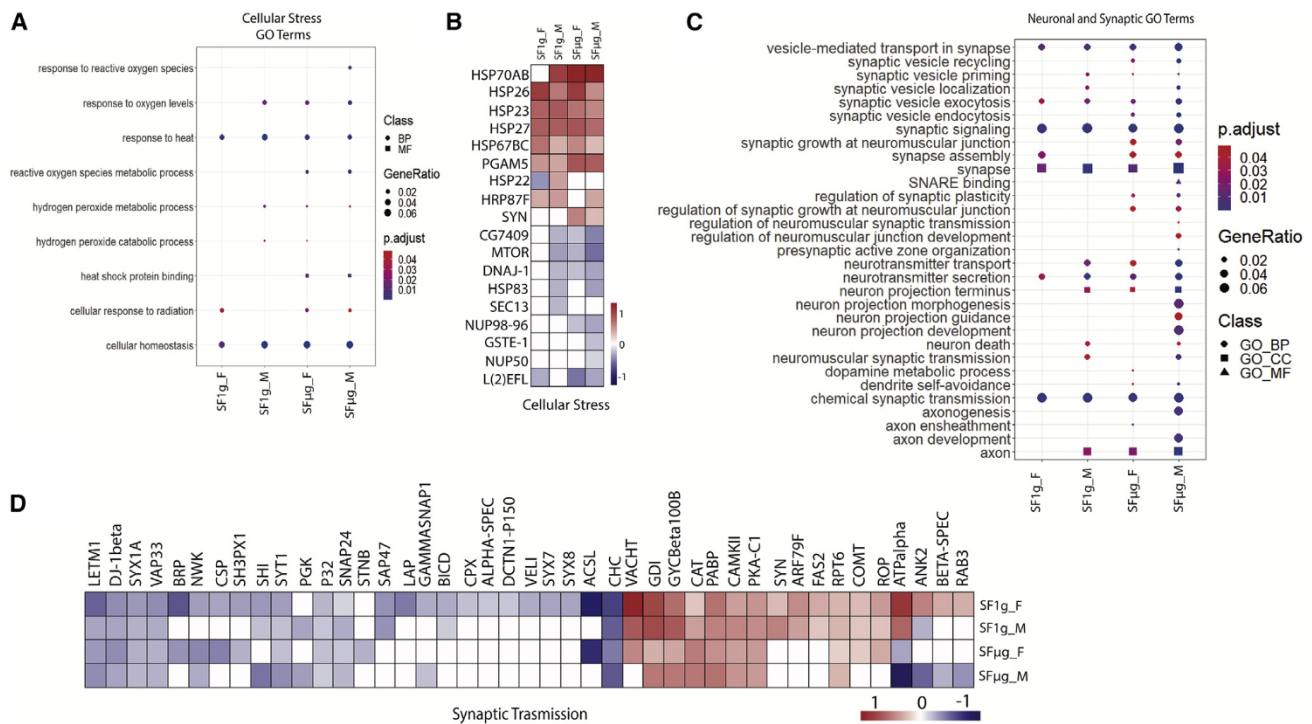 A
Cellular Stress
GO Terms
response to reactive oxygen species
response to oxygen levels
response to heat
reactive oxygen species metabolic process
hydrogen peroxide metabolic process
hydrogen peroxide catabolic process
heat shock protein binding
cellular response to radiation
cellular homeostasis
SF1g_F
SF1g_M
SFµg_F
SFµg_M
Class
BP
MF
GeneRatio
0.02
0.04
0.06
p.adjust
0.04
0.03
0.02
0.01
B
SF1g_F
SF1g_M
SFµg_F
SFµg_M
HSP70AB
HSP26
HSP23
HSP27
HSP67BC
PGAM5
HSP22
HRP87F
SYN
CG7409
MTOR
DNAJ-1
HSP83
SEC13
NUP98-96
GSTE-1
NUP50
L(2)EFL
1
0
-1
Cellular Stress
C
Neuronal and Synaptic GO Terms
vesicle-mediated transport in synapse
synaptic vesicle recycling
synaptic vesicle priming
synaptic vesicle localization
synaptic vesicle exocytosis
synaptic vesicle endocytosis
synaptic signaling
synaptic growth at neuromuscular junction
synapse assembly
synapse
SNARE binding
regulation of synaptic plasticity
regulation of synaptic growth at neuromuscular junction
regulation of neuromuscular synaptic transmission
regulation of neuromuscular junction development
presynaptic active zone organization
neurotransmitter transport
neurotransmitter secretion
neuron projection terminus
neuron projection morphogenesis
neuron projection guidance
neuron projection development
neuron death
neuromuscular synaptic transmission
dopamine metabolic process
dendrite self-avoidance
chemical synaptic transmission
axonogenesis
axon ensheathment
axon development
axon
SF1g_F
SF1g_M
SFµg_F
SFµg_M
p.adjust
0.04
0.03
0.02
0.01
GeneRatio
0.02
0.04
0.06
Class
GO_BP
GO_CC
GO_MF
D
LETM1
DJ-1beta
SYX1A
VAP33
BRP
NWK
CSP
SH3PX1
SHI
SYT1
PGK
P32
SNAP24
STNB
SAP47
LAP
GAMMASNAP1
BICD
CPX
ALPHA-SPEC
DCTN1-P150
VELI
SYX7
SYX8
ACSL
CHC
VACHT
GDI
GYCBeta100B
CAT
PABP
CAMKII
PKA-C1
SYN
ARF79F
FAS2
RPT6
COMT
ROP
ATPalpha
ANK2
BETA-SPEC
RAB3
SF1g_F
SF1g_M
SFµg_F
SFµg_M
Synaptic Trasmission
1
0
-1